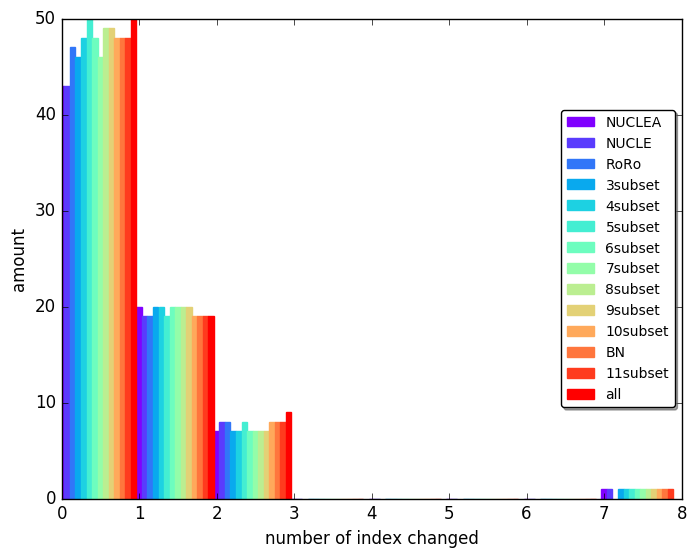 50
40
30
20
10
0
amount
0 1 2 3 4 5 6 7 8
number of index changed
NUCLEA
NUCLE
RoRo
3subset
4subset
5subset
6subset
7subset
8subset
9subset
10subset
BN
11subset
all